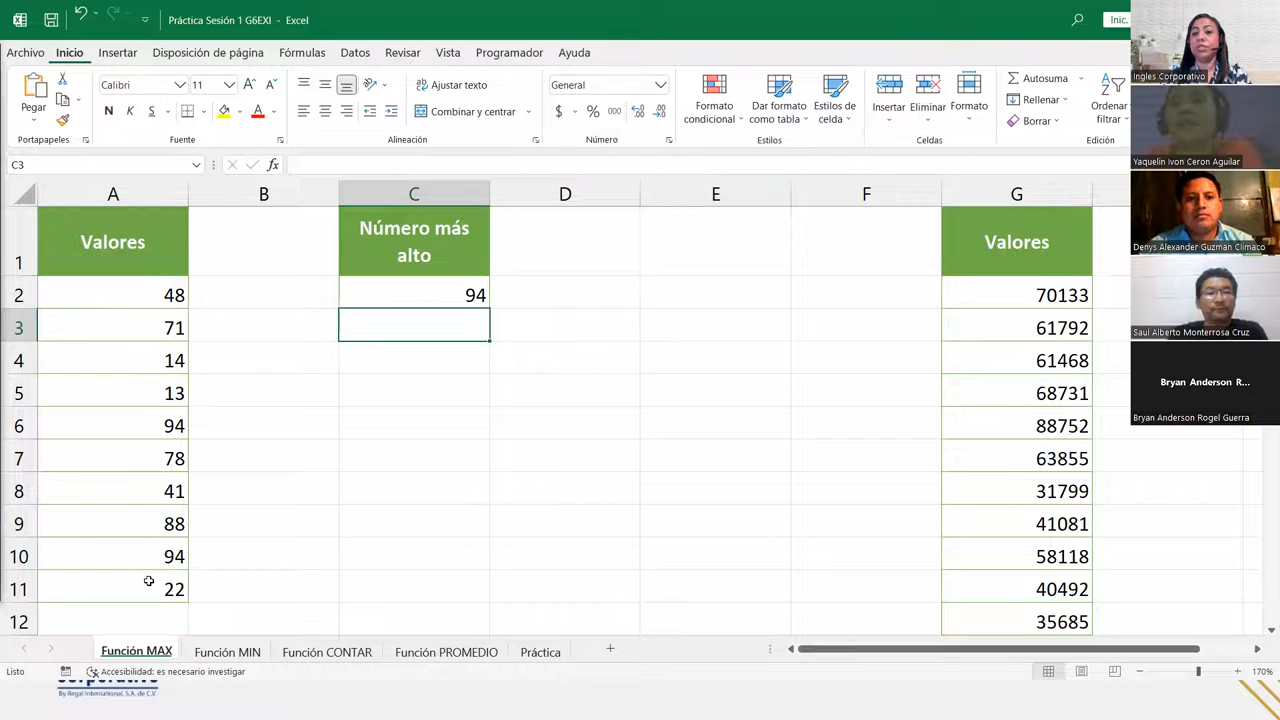 Práctica Sesión 1 G6EXI - Excel
Inic.
Archivo Inicio Insertar Disposición de página Fórmulas Datos Revisar Vista Ayuda
Pegar
Calibri 11
N K S
Combinar y centrar
General
$ % 000
Formato condicional
Dar formato como tabla
Estilos de celda
Insertar
Eliminar
Formato
Autosuma
Rellenar
Borrar
Ordenar
filtrar
Portapapeles Fuente Alineación Número Estilos Celdas Edición
C3 fx
A B C D E F G
Valores
Número más
alto
Valores
2 48 94 70133
3 71 61792
4 14 61468
5 13 68731
6 94 88752
7 78 63855
8 41 31799
9 88 41081
10 94 58118
11 22 40492
12 35685
Función MAX Función MIN Función CONTAR Función PROMEDIO Práctica
Listo Accesibilidad: es necesario investigar 170%
By Regal International, S.A. de C.V.
Ingles Corporativo
Yaquelin Ivon Ceron Aguilar
Denys Alexander Guzman Climaco
Saul Alberto Monterrosa Cruz
Bryan Anderson R...
Bryan Anderson Rogel Guerra